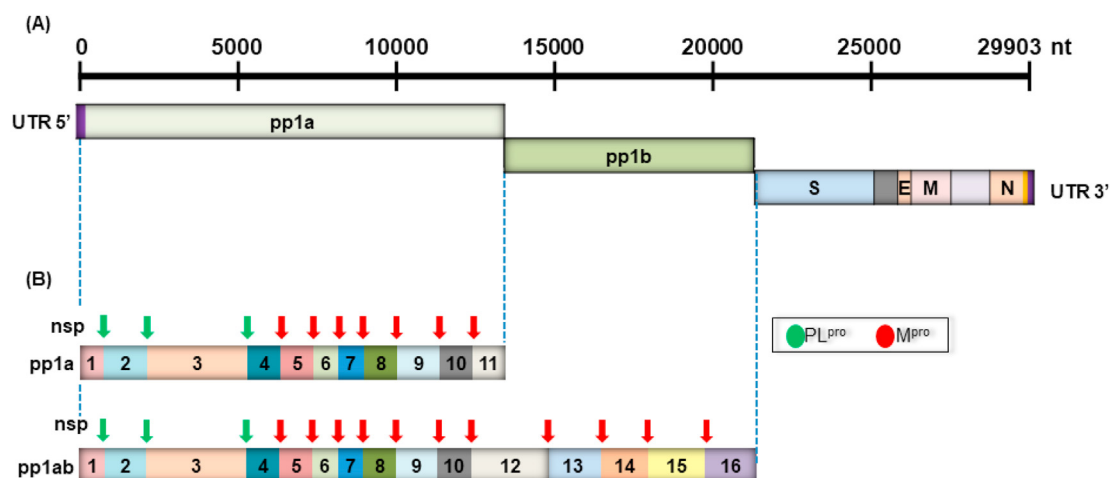 (A)
0 5000 10000 15000 20000 25000 29903 nt
UTR 5’ pp1a
pp1b
S E M N UTR 3’
(B)
nsp
PLpro Mpro
pp1a 1 2 3 4 5 6 7 8 9 10 11
nsp
pp1ab 1 2 3 4 5 6 7 8 9 10 12 13 14 15 16